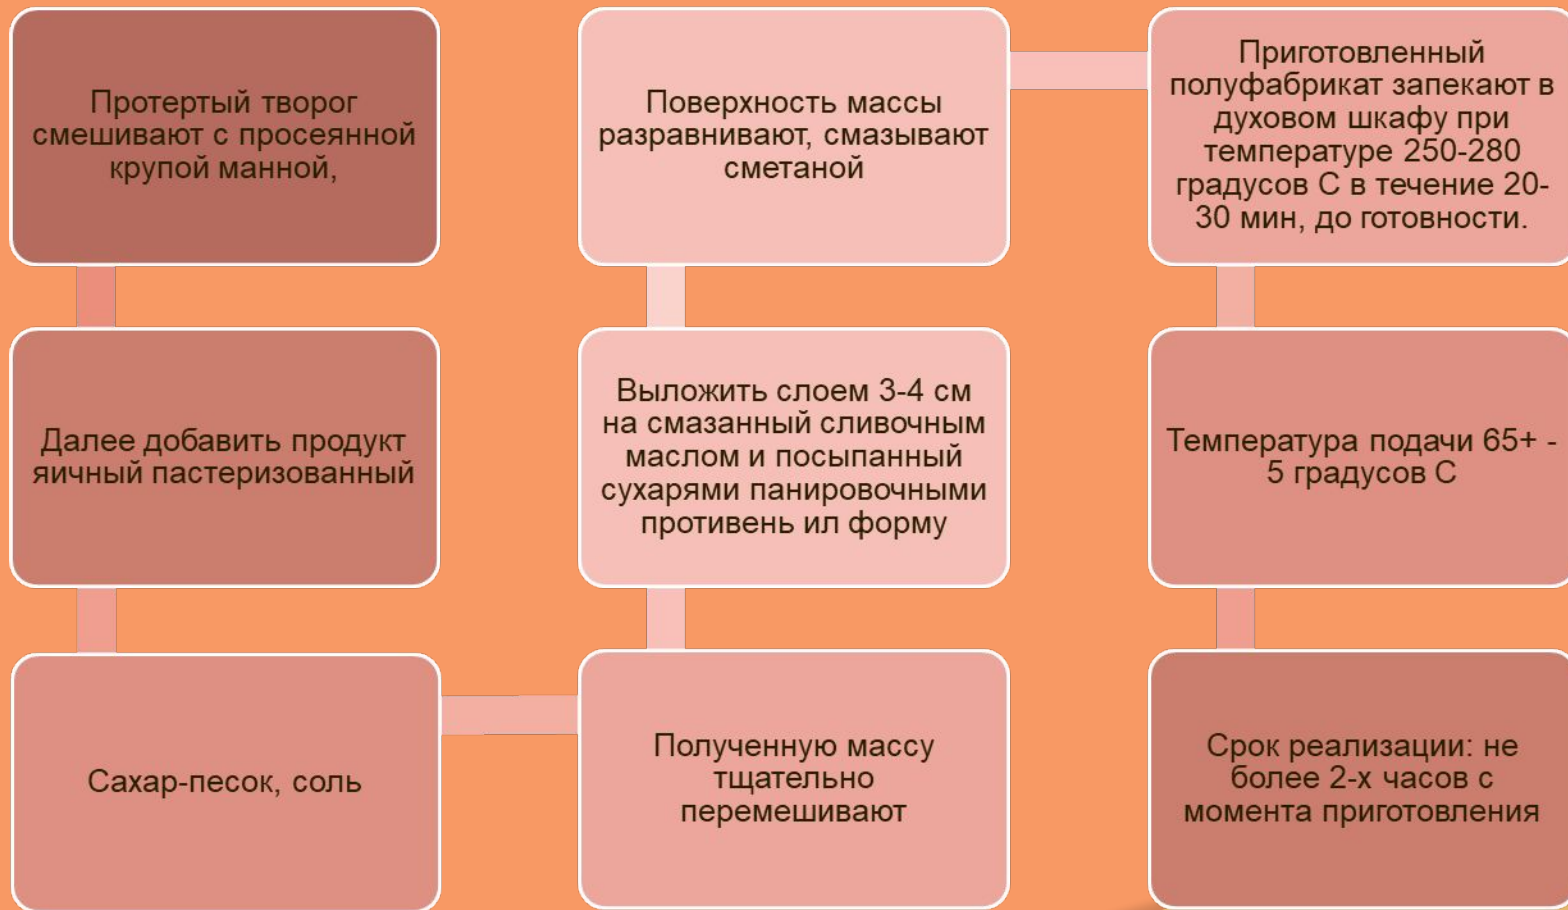 Протертый творог
смешивают с просеянной
крупой манной,
Далее добавить продукт
яичный пастеризованный
Сахар-песок, соль
Полученную массу
тщательно
перемешивают
Выложить слоем 3-4 см
на смазанный сливочным
маслом и посыпанный
сухарями панировочными
противень ил форму
Поверхность массы
разравнивают, смазывают
сметаной
Приготовленный
полуфабрикат запекают в
духовом шкафу при
температуре 250-280
градусов С в течение 20-
30 мин, до готовности.
Температура подачи 65+ -
5 градусов С
Срок реализации: не
более 2-х часов с
момента приготовления